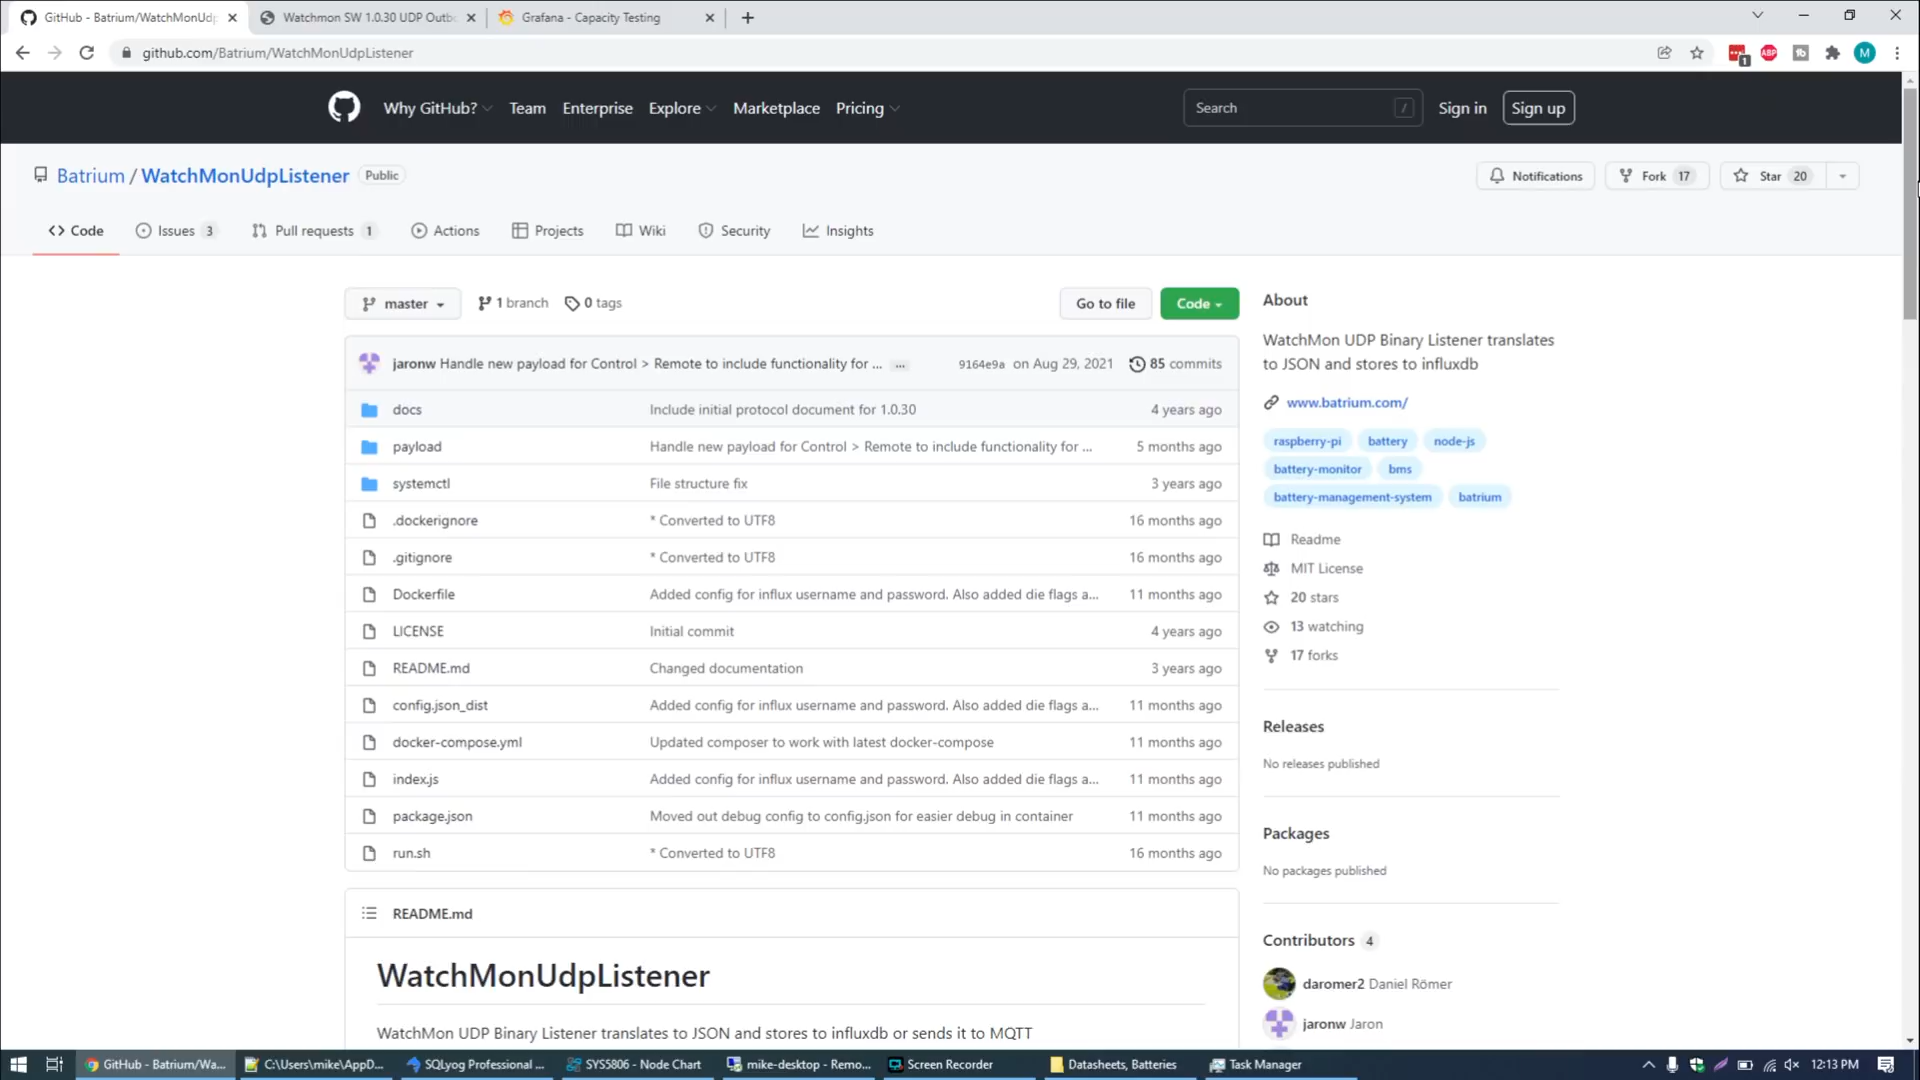 GitHub - Batrium/WatchMonUdp
Watchmon SW 1.0.30 UDP Outb
Grafana - Capacity Testing
github.com/Batrium/WatchMonUdpListener
1
ABP
M
Why GitHub? Team Enterprise Explore Marketplace Pricing
Search /
Sign in Sign up
Batrium / WatchMonUdpListener Public
Notifications Fork 17 Star 20
<> Code Issues 3 Pull requests 1 Actions Projects Wiki Security Insights
master 1 branch 0 tags Go to file Code
jaronw Handle new payload for Control > Remote to include functionality for ... ... 9164e9a on Aug 29, 2021 85 commits
docs Include initial protocol document for 1.0.30 4 years ago
payload Handle new payload for Control > Remote to include functionality for ... 5 months ago
systemctl File structure fix 3 years ago
.dockerignore * Converted to UTF8 16 months ago
.gitignore * Converted to UTF8 16 months ago
Dockerfile Added config for influx username and password. Also added die flags a... 11 months ago
LICENSE Initial commit 4 years ago
README.md Changed documentation 3 years ago
config.json_dist Added config for influx username and password. Also added die flags a... 11 months ago
docker-compose.yml Updated composer to work with latest docker-compose 11 months ago
index.js Added config for influx username and password. Also added die flags a... 11 months ago
package.json Moved out debug config to config.json for easier debug in container 11 months ago
run.sh * Converted to UTF8 16 months ago
README.md
WatchMonUdpListener
WatchMon UDP Binary Listener translates to JSON and stores to influxdb or sends it to MQTT
About
WatchMon UDP Binary Listener translates
to JSON and stores to influxdb
www.batrium.com/
raspberry-pi battery node-js
battery-monitor bms
battery-management-system batrium
Readme
MIT License
20 stars
13 watching
17 forks
Releases
No releases published
Packages
No packages published
Contributors 4
daromer2 Daniel Römer
jaronw Jaron
GitHub - Batrium/Wa...
C:\Users\mike\AppD...
SQLyog Professional ...
SYS5806 - Node Chart
mike-desktop - Remo...
Screen Recorder
Datasheets, Batteries
Task Manager
12:13 PM